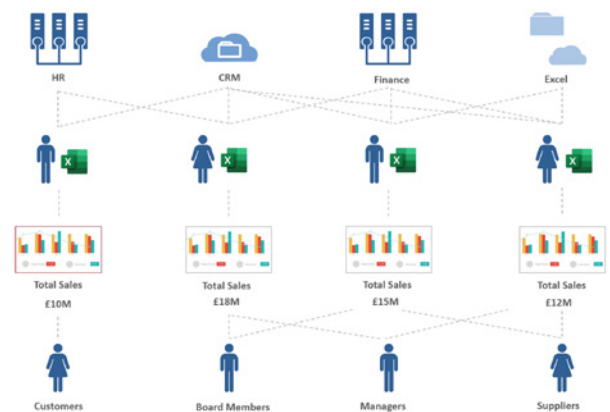 HR
CRM
Finance
Excel
X
X
X
X
Total Sales
Total Sales
Total Sales
Total Sales
£10M
£18M
£15M
£12M
Customers
Board Members
Managers
Suppliers